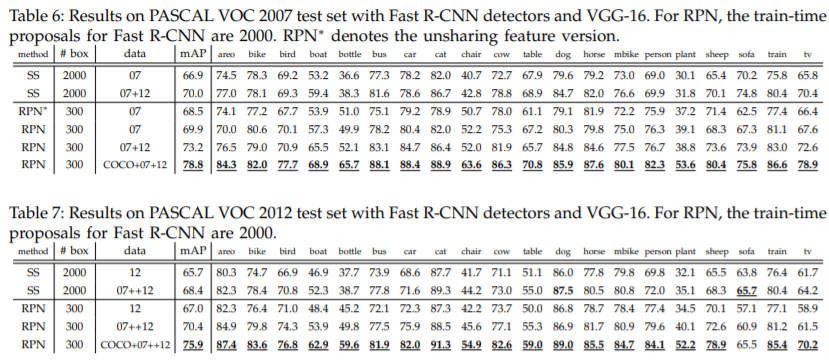 Table 6: Results on PASCAL VOC 2007 test set with Fast R-CNN detectors and VGG-16. For RPN, the train-time
proposals for Fast R-CNN are 2000. RPN* denotes the unsharing feature version.
method # box data mAP areo bike bird boat bottle bus car cat chair cow table dog horse mbike person plant sheep sofa train tv
SS 2000 07 66.9 74.5 78.3 69.2 53.2 36.6 77.3 78.2 82.0 40.7 72.7 67.9 79.6 79.2 73.0 69.0 30.1 65.4 70.2 75.8 65.8
SS 2000 07+12 70.0 77.0 78.1 69.3 59.4 38.3 81.6 78.6 86.7 42.8 78.8 68.9 84.7 82.0 76.6 69.9 31.8 70.1 74.8 80.4 70.4
RPN* 300 07 68.5 74.1 77.2 67.7 53.9 51.0 75.1 79.2 78.9 50.7 78.0 61.1 79.1 81.9 72.2 75.9 37.2 71.4 62.5 77.4 66.4
RPN 300 07 69.9 70.0 80.6 70.1 57.3 49.9 78.2 80.4 82.0 52.2 75.3 67.2 80.3 79.8 75.0 76.3 39.1 68.3 67.3 81.1 67.6
RPN 300 07+12 73.2 76.5 79.0 70.9 65.5 52.1 83.1 84.7 86.4 52.0 81.9 65.7 84.8 84.6 77.5 76.7 38.8 73.6 73.9 83.0 72.6
RPN 300 COCO+07+12 78.8 84.3 82.0 77.7 68.9 65.7 88.1 88.4 88.9 63.6 86.3 70.8 85.9 87.6 80.1 82.3 53.6 80.4 75.8 86.6 78.9
Table 7: Results on PASCAL VOC 2012 test set with Fast R-CNN detectors and VGG-16. For RPN, the train-time
proposals for Fast R-CNN are 2000.
method # box data mAP areo bike bird boat bottle bus car cat chair cow table dog horse mbike person plant sheep sofa train tv
SS 2000 12 65.7 80.3 74.7 66.9 46.9 37.7 73.9 68.6 87.7 41.7 71.1 51.1 86.0 77.8 79.8 69.8 32.1 65.5 63.8 76.4 61.7
SS 2000 07++12 68.4 82.3 78.4 70.8 52.3 38.7 77.8 71.6 89.3 44.2 73.0 55.0 87.5 80.5 80.8 72.0 35.1 68.3 65.7 80.4 64.2
RPN 300 12 67.0 82.3 76.4 71.0 48.4 45.2 72.1 72.3 87.3 42.2 73.7 50.0 86.8 78.7 78.4 77.4 34.5 70.1 57.1 77.1 58.9
RPN 300 07++12 70.4 84.9 79.8 74.3 53.9 49.8 77.5 75.9 88.5 45.6 77.1 55.3 86.9 81.7 80.9 79.6 40.1 72.6 60.9 81.2 61.5
RPN 300 COCO+07++12 75.9 87.4 83.6 76.8 62.9 59.6 81.9 82.0 91.3 54.9 82.6 59.0 89.0 85.5 84.7 84.1 52.2 78.9 65.5 85.4 70.2